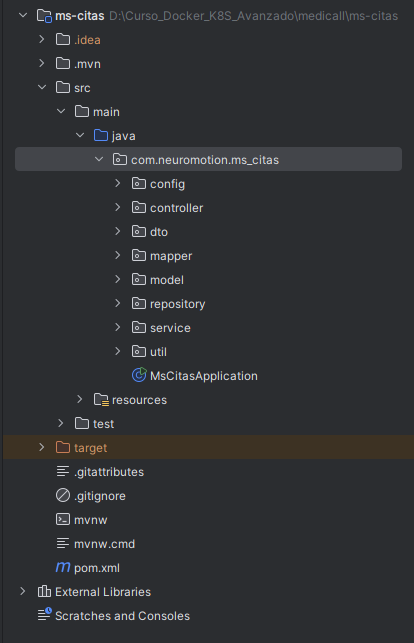 ms-citas D:\Curso_Docker_K8S_Avanzado\medicall\ms-citas
.idea
.mvn
src
main
java
com.neuromotion.ms_citas
config
controller
dto
mapper
model
repository
service
util
MsCitasApplication
resources
test
target
.gitattributes
.gitignore
mvnw
mvnw.cmd
m pom.xml
External Libraries
Scratches and Consoles